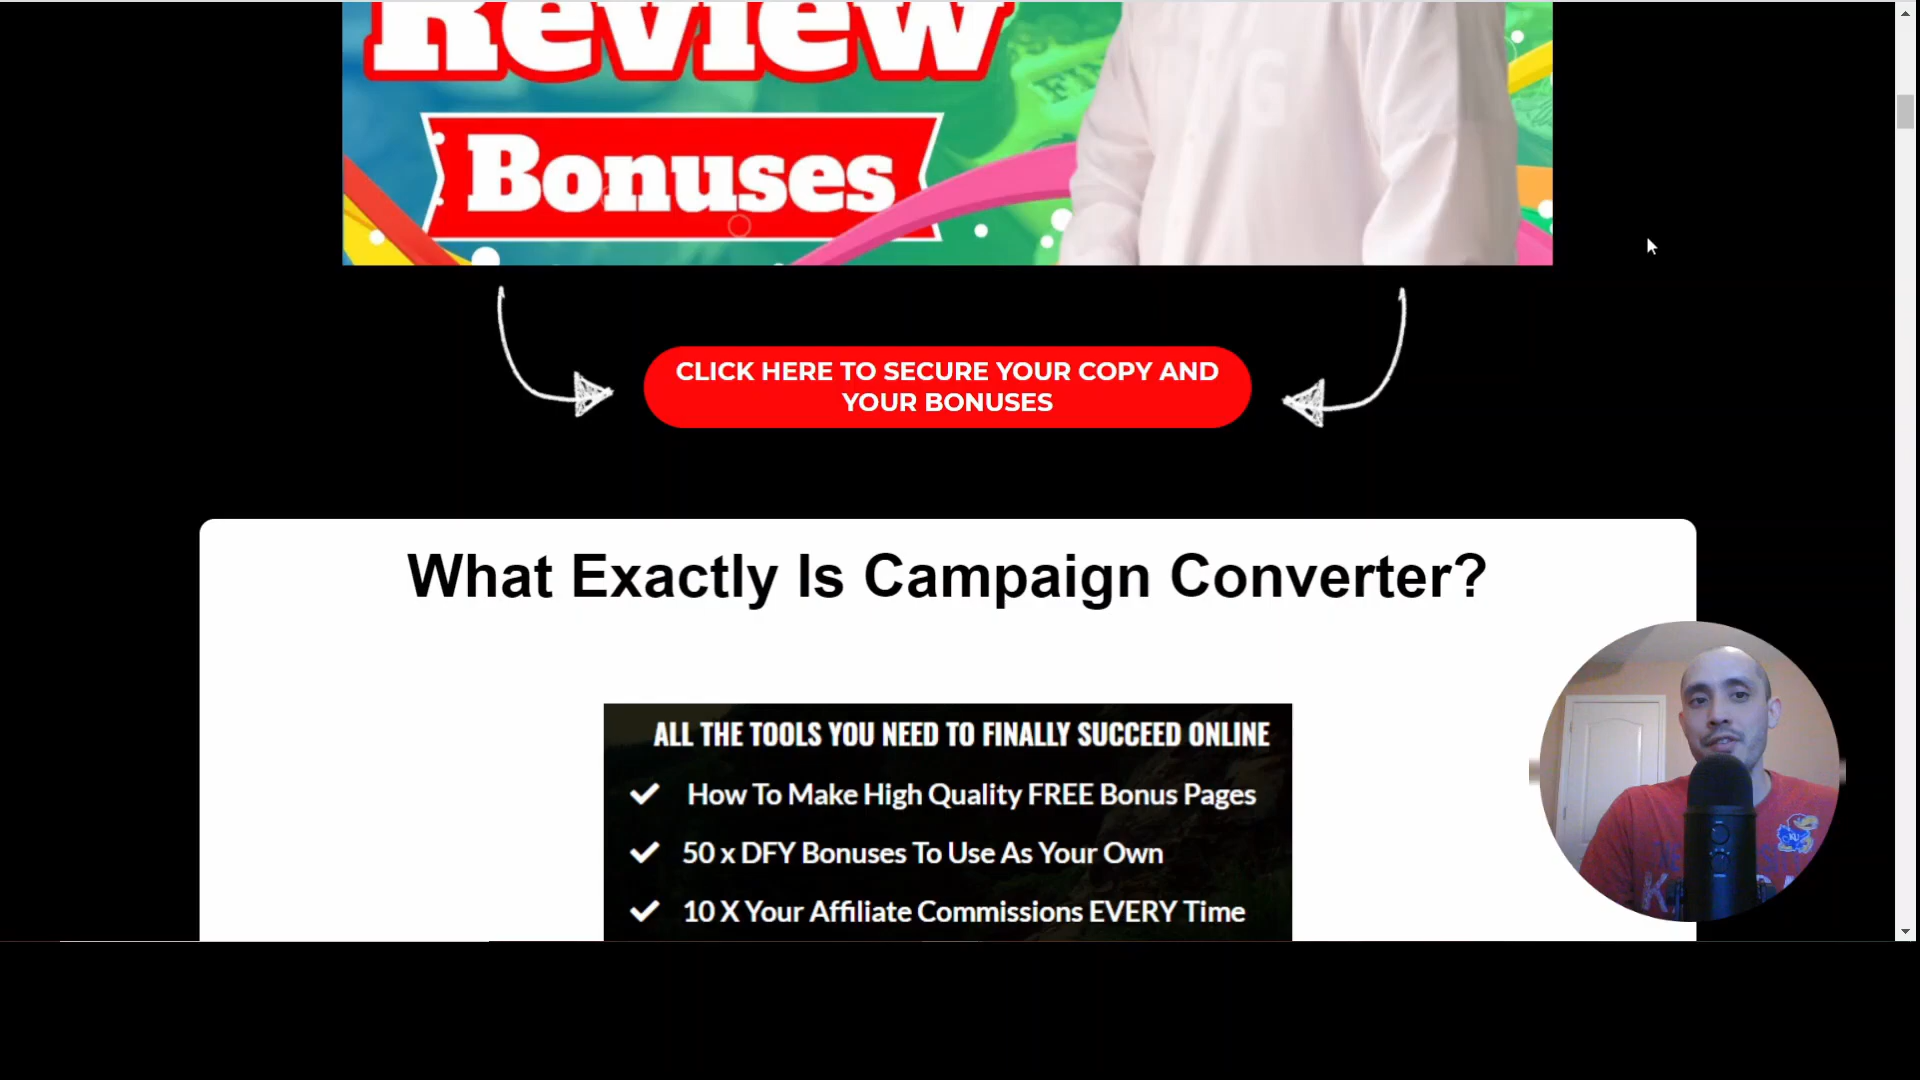 Review
Bonuses
CLICK HERE TO SECURE YOUR COPY AND
YOUR BONUSES
What Exactly Is Campaign Converter?
ALL THE TOOLS YOU NEED TO FINALLY SUCCEED ONLINE
How To Make High Quality FREE Bonus Pages
50 x DFY Bonuses To Use As Your Own
10 X Your Affiliate Commissions EVERY Time